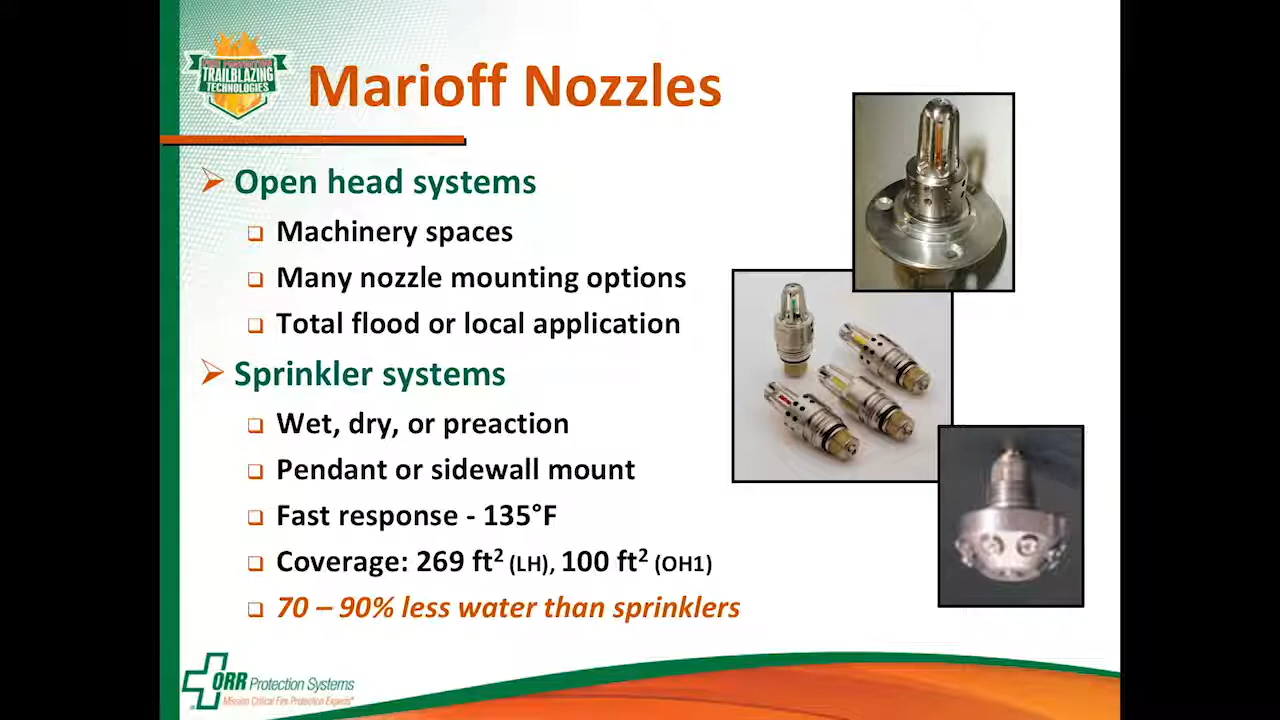 FIRE PROTECTION
TRAILBLAZING
TECHNOLOGIES
Marioff Nozzles
Open head systems
Machinery spaces
Many nozzle mounting options
Total flood or local application
Sprinkler systems
Wet, dry, or preaction
Pendant or sidewall mount
Fast response - 135°F
Coverage: 269 ft² (LH), 100 ft² (OH1)
70 – 90% less water than sprinklers
ORR Protection Systems
Mission Critical Fire Protection Experts®